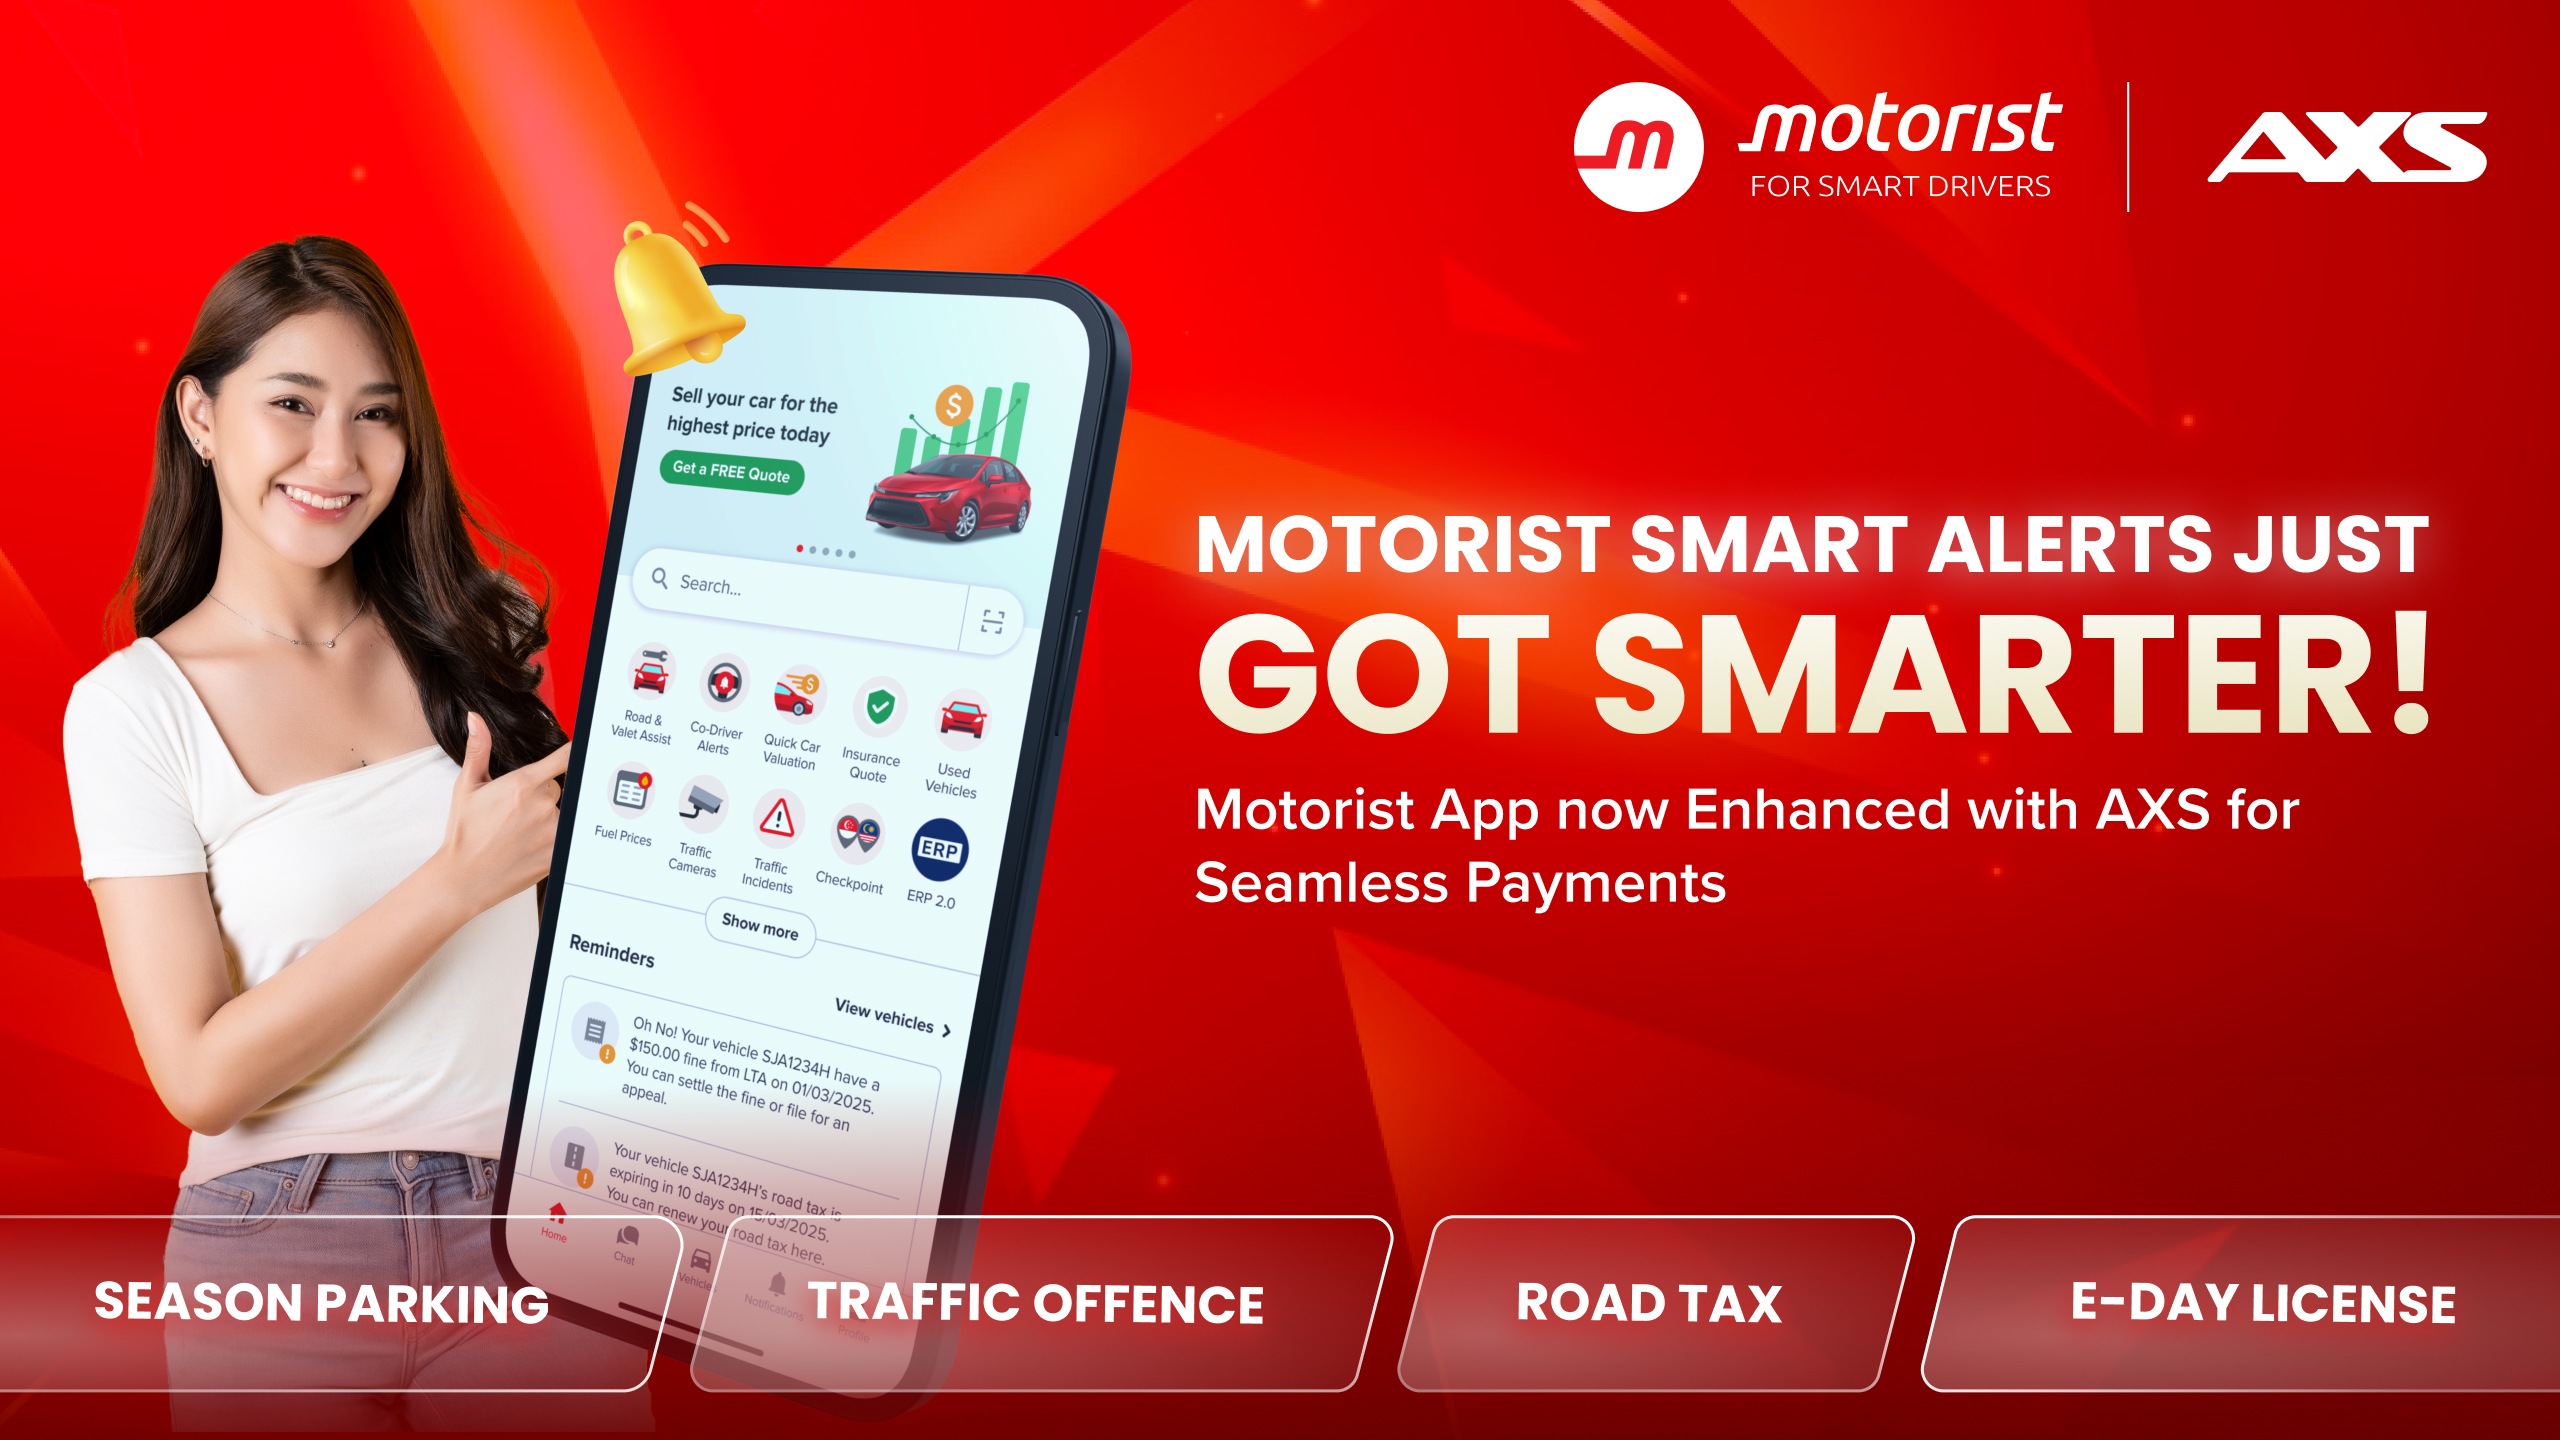 motorist
FOR SMART DRIVERS
AXS
MOTORIST SMART ALERTS JUST
GOT SMARTER!
Motorist App now Enhanced with AXS for
Seamless Payments
Sell your car for the
highest price today
Get a FREE Quote
$
Search...
Road &
Valet Assist
Co-Driver
Alerts
$
Quick Car
Valuation
Insurance
Quote
Used
Vehicles
Fuel Prices
Traffic
Cameras
Traffic
Incidents
Checkpoint
ERP
ERP 2.0
Show more
Reminders
View vehicles
Oh No! Your vehicle SJA1234H have a
$150.00 fine from LTA on 01/03/2025.
You can settle the fine or file for an
appeal.
Your vehicle SJA1234H's road tax is
expiring in 10 days on 15/03/2025.
You can renew your road tax here.
Home
Chat
Vehicles
Notifications
Profile
SEASON PARKING
TRAFFIC OFFENCE
ROAD TAX
E-DAY LICENSE